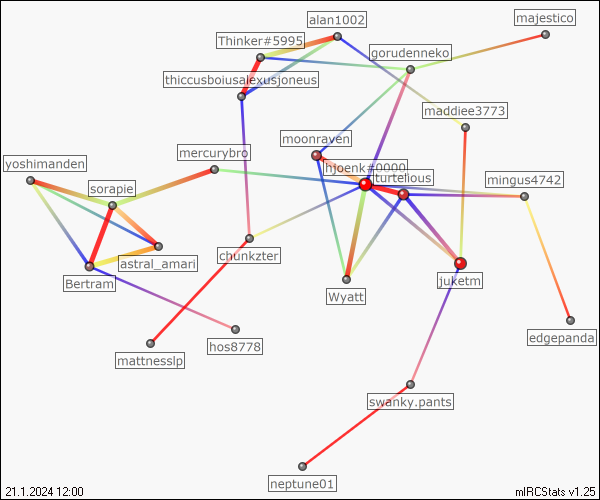 alan1002
majestico
Thinker#5995
gorudenneko
thiccusboiusalexusjoneus
maddiee3773
moonraven
mercurybro
yoshimanden
hjoenk#0000
turtelious
mingus4742
sorapie
chunkzter
astral_amari
Bertram
juketm
Wyatt
edgepanda
hos8778
mattnesslp
swanky.pants
neptune01
21.1.2024 12:00
mIRCStats v1.25